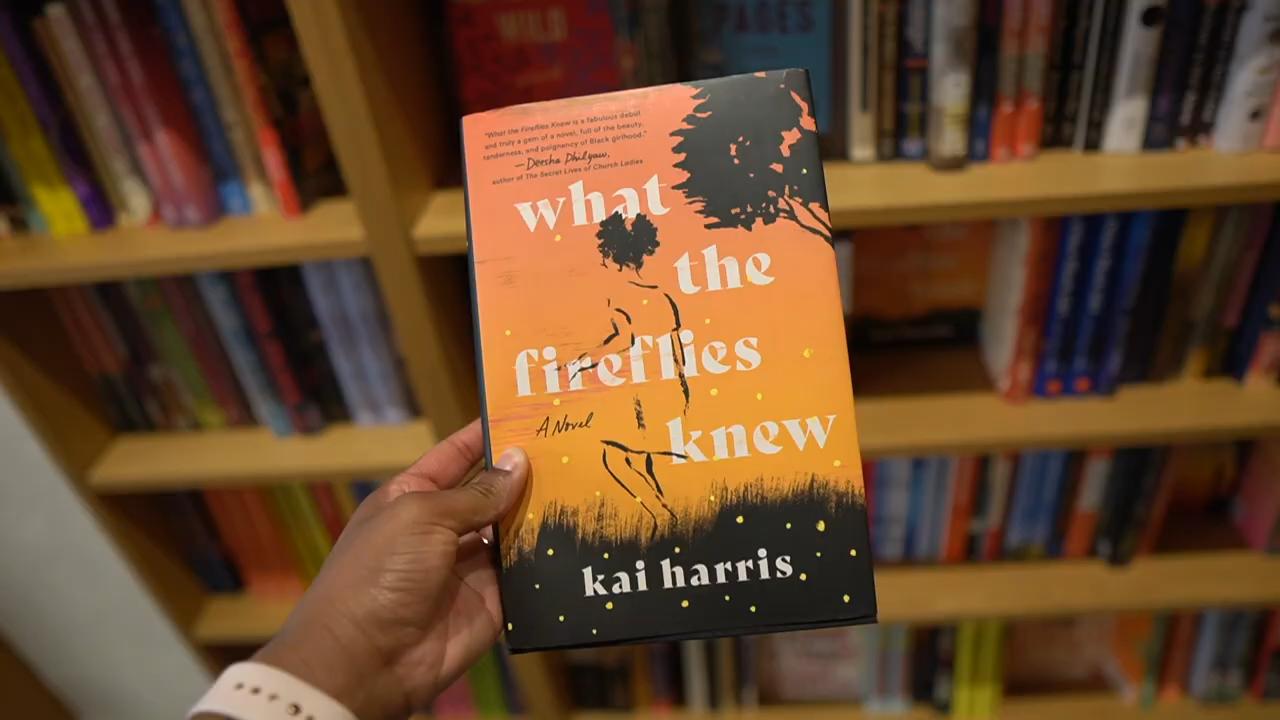 WILD
PAGES
"What the Fireflies Knew is a fabulous debut
and truly a gem of a novel, full of the beauty,
tenderness, and poignancy of Black girlhood."
—Deesha Philyaw,
author of The Secret Lives of Church Ladies
what
the
fireflies
A Novel
knew
kai harris